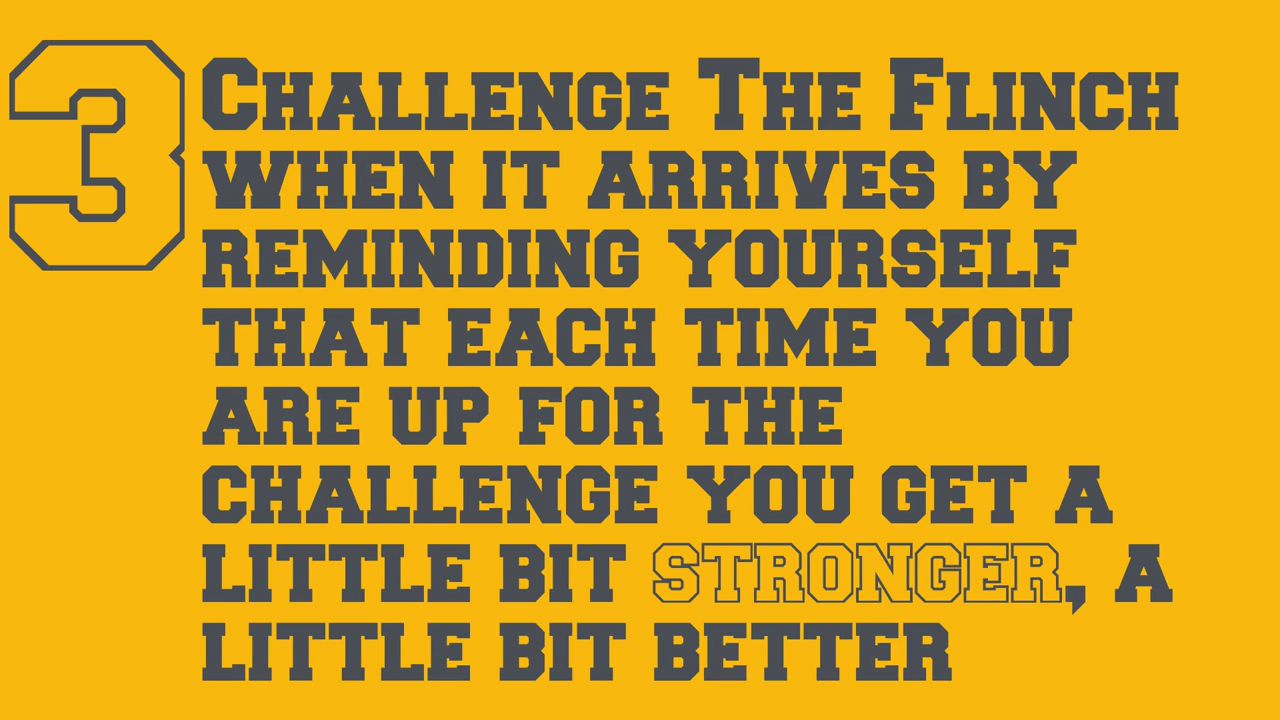 3 Challenge The Flinch
when it arrives by
reminding yourself
that each time you
are up for the
challenge you get a
little bit stronger, a
little bit better